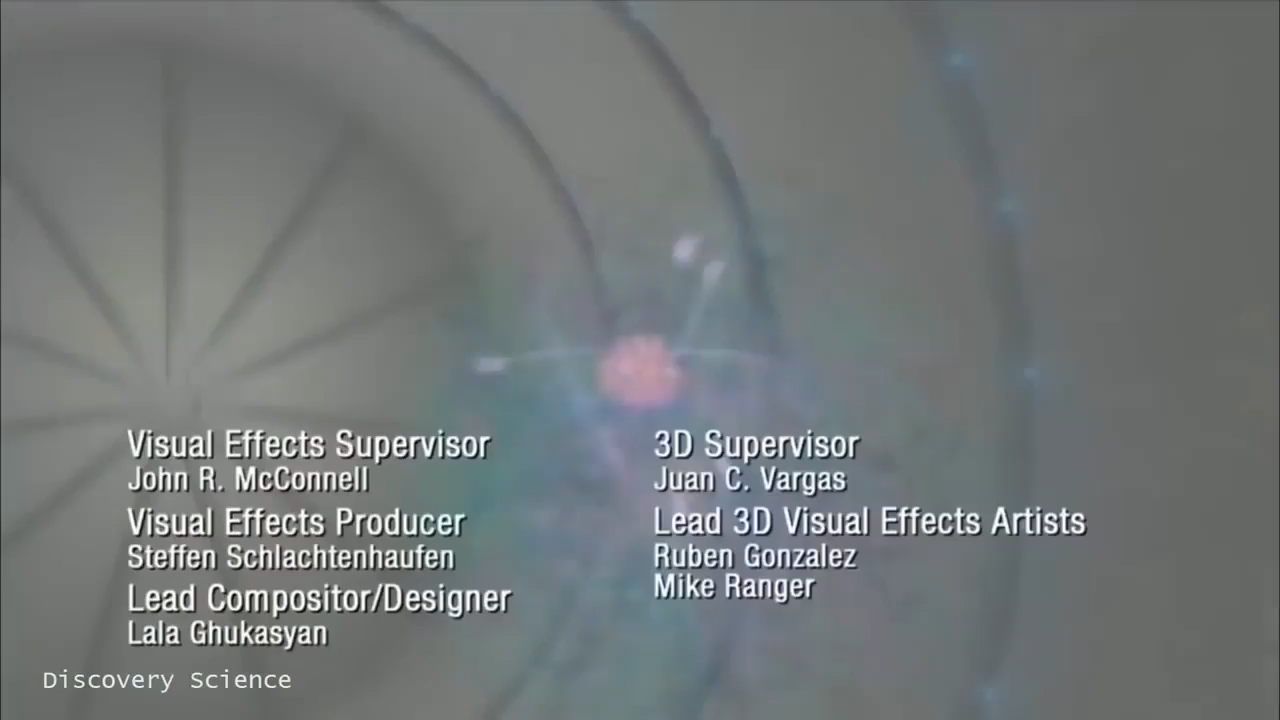 Visual Effects Supervisor
John R. McConnell
Visual Effects Producer
Steffen Schlachtenhaufen
Lead Compositor/Designer
Lala Ghukasyan
3D Supervisor
Juan C. Vargas
Lead 3D Visual Effects Artists
Ruben Gonzalez
Mike Ranger
Discovery Science